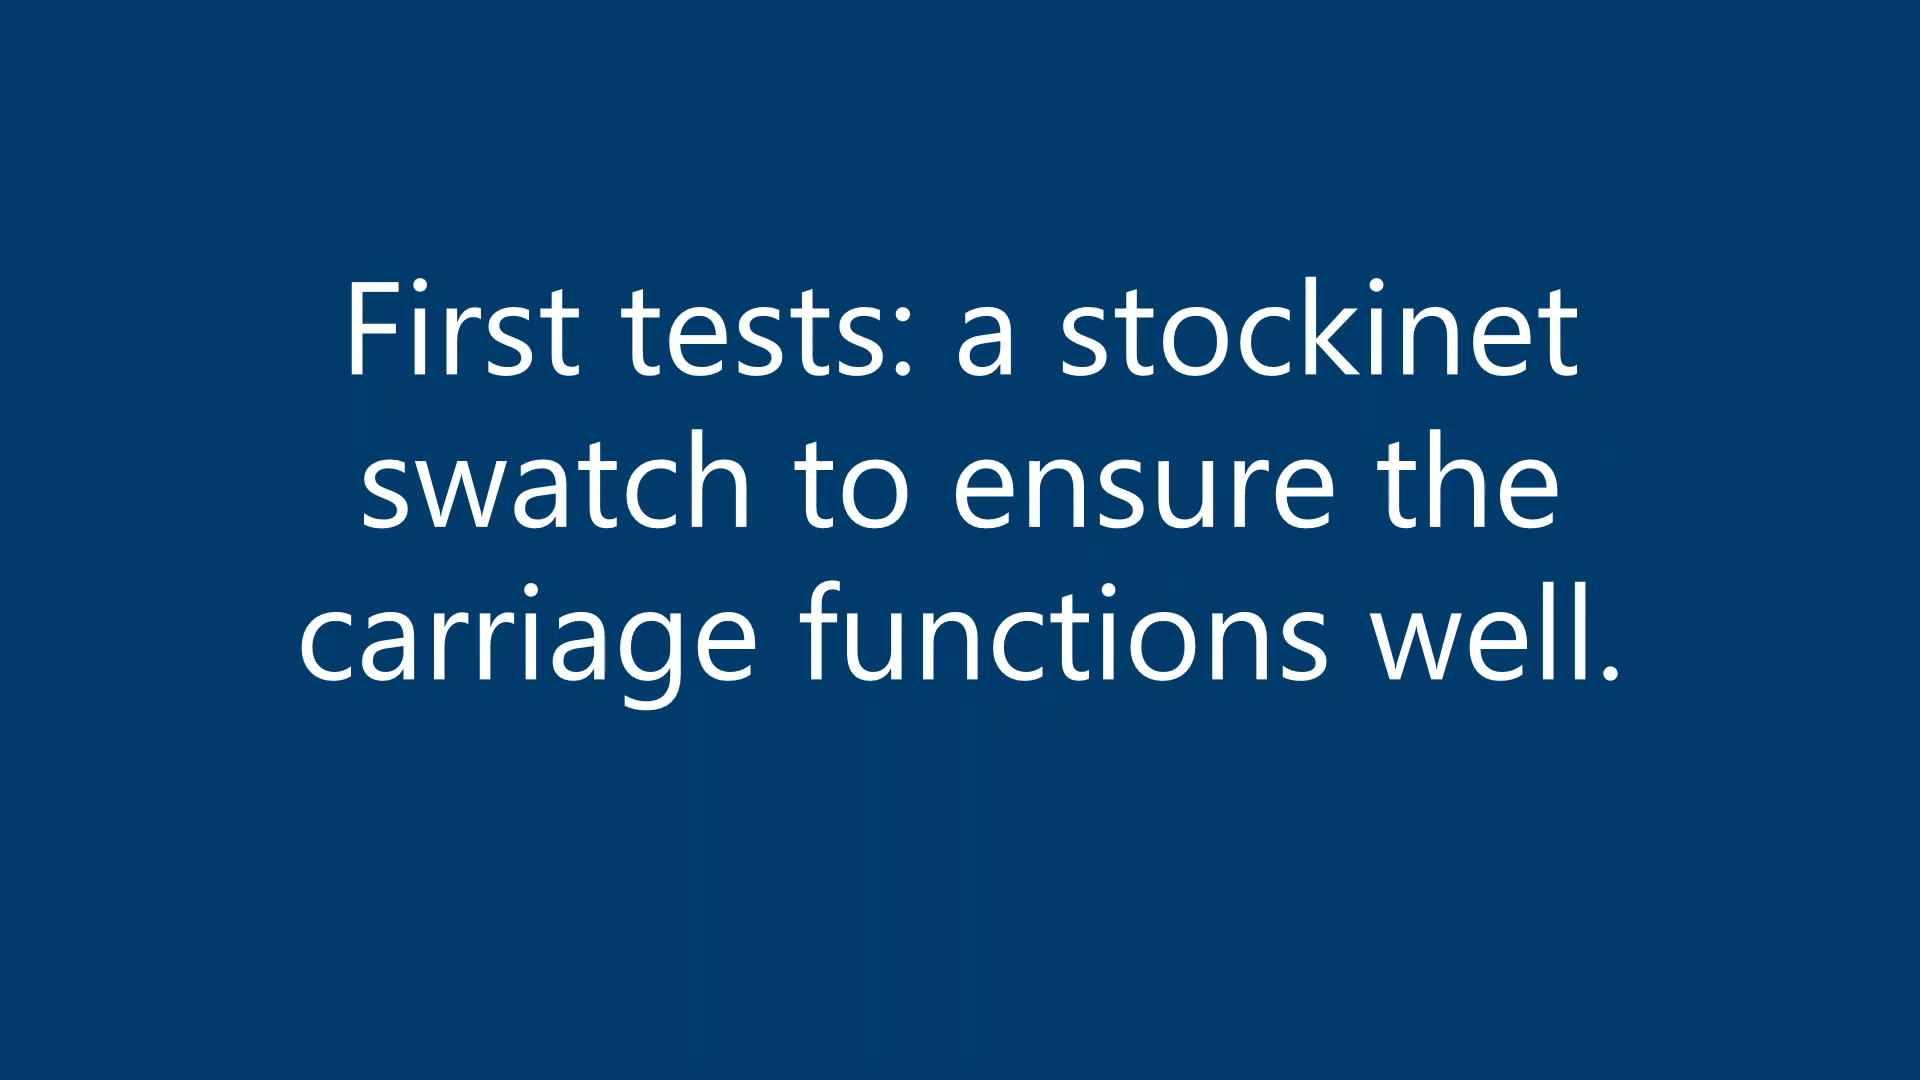 First tests: a stockinet
swatch to ensure the
carriage functions well.